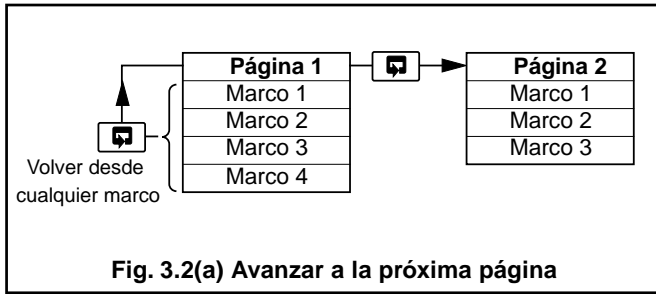 Página 1
Marco 1
Marco 2
Marco 3
Marco 4
Volver desde
cualquier marco
Página 2
Marco 1
Marco 2
Marco 3
Fig. 3.2(a) Avanzar a la próxima página